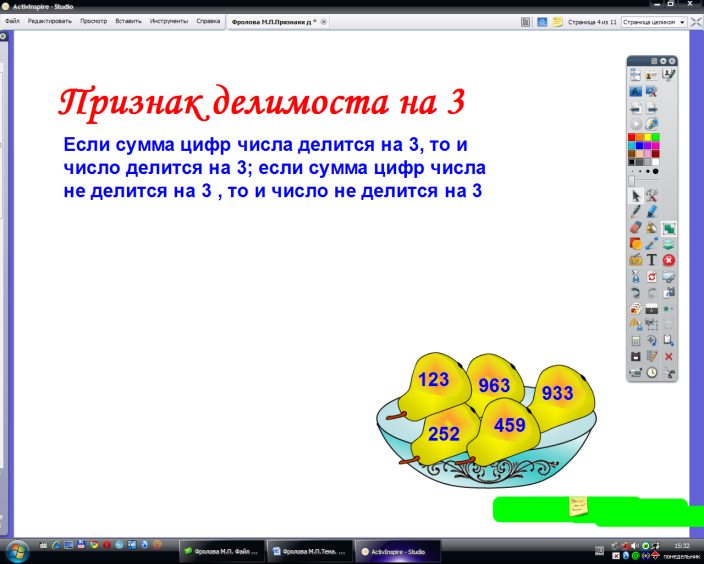 ActivInspire - Studio
Файл Редактировать Просмотр Вставить Инструменты Справка Фролова М.П.Признаки д * Страница 4 из 11 Страница целиком
Признак делимоста на 3
Если сумма цифр числа делится на 3, то и
число делится на 3; если сумма цифр числа
не делится на 3 , то и число не делится на 3
123 963 933
252 459
Фролова М.П. Файл ... Фролова М.П.Тема. ... ActivInspire - Studio RU 15:32
понедельник